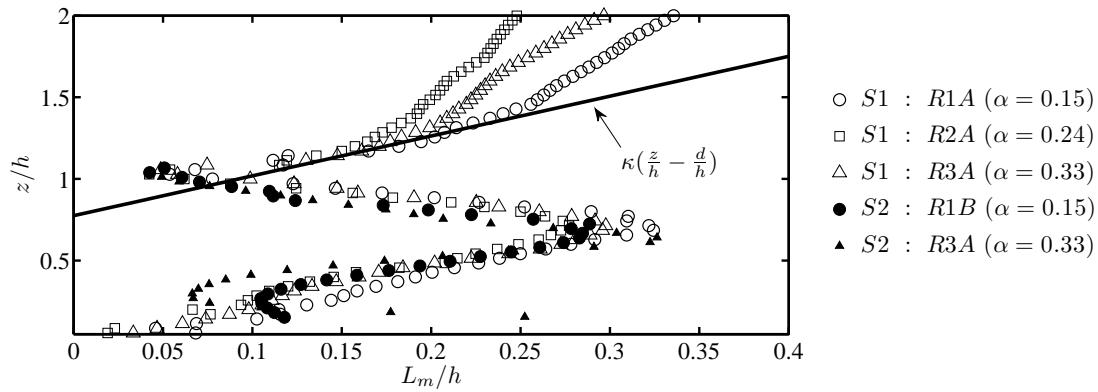 2
1.5
1
0.5
z/h
0
0.05
0.1
0.15
0.2
0.25
0.3
0.35
0.4
L_m/h
κ(z/h − d/h)
○ S1 : R1A (α = 0.15)
□ S1 : R2A (α = 0.24)
△ S1 : R3A (α = 0.33)
● S2 : R1B (α = 0.15)
▲ S2 : R3A (α = 0.33)